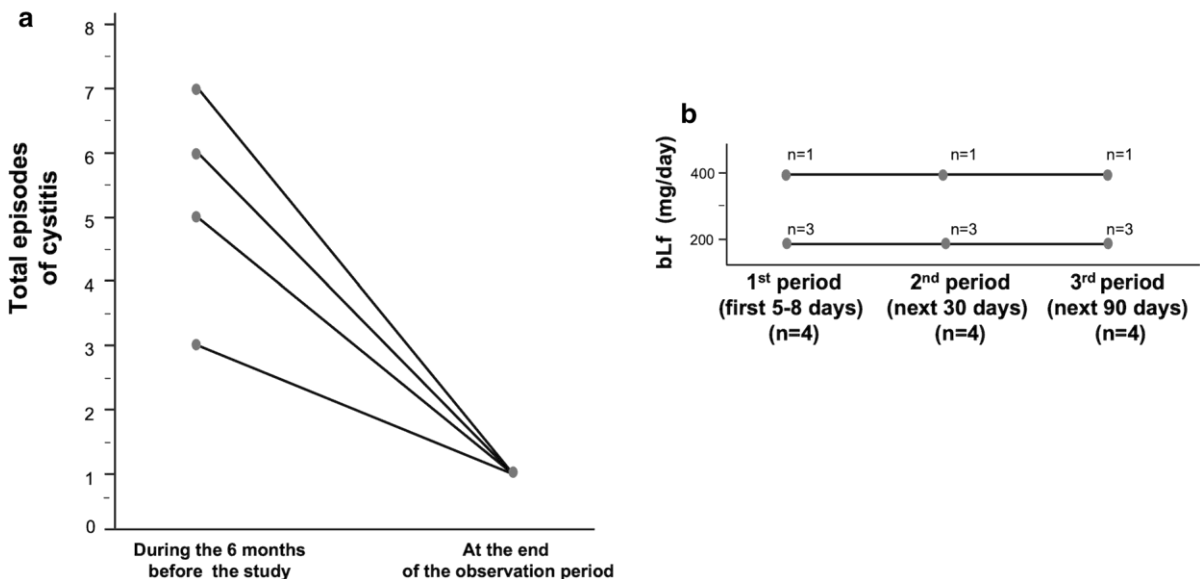 a
Total episodes
of cystitis
8
7
6
5
4
3
2
1
0
During the 6 months
before the study
At the end
of the observation period
b
bLf (mg/day)
400
200
n=1
n=1
n=1
n=3
n=3
n=3
1st period
(first 5-8 days)
(n=4)
2nd period
(next 30 days)
(n=4)
3rd period
(next 90 days)
(n=4)